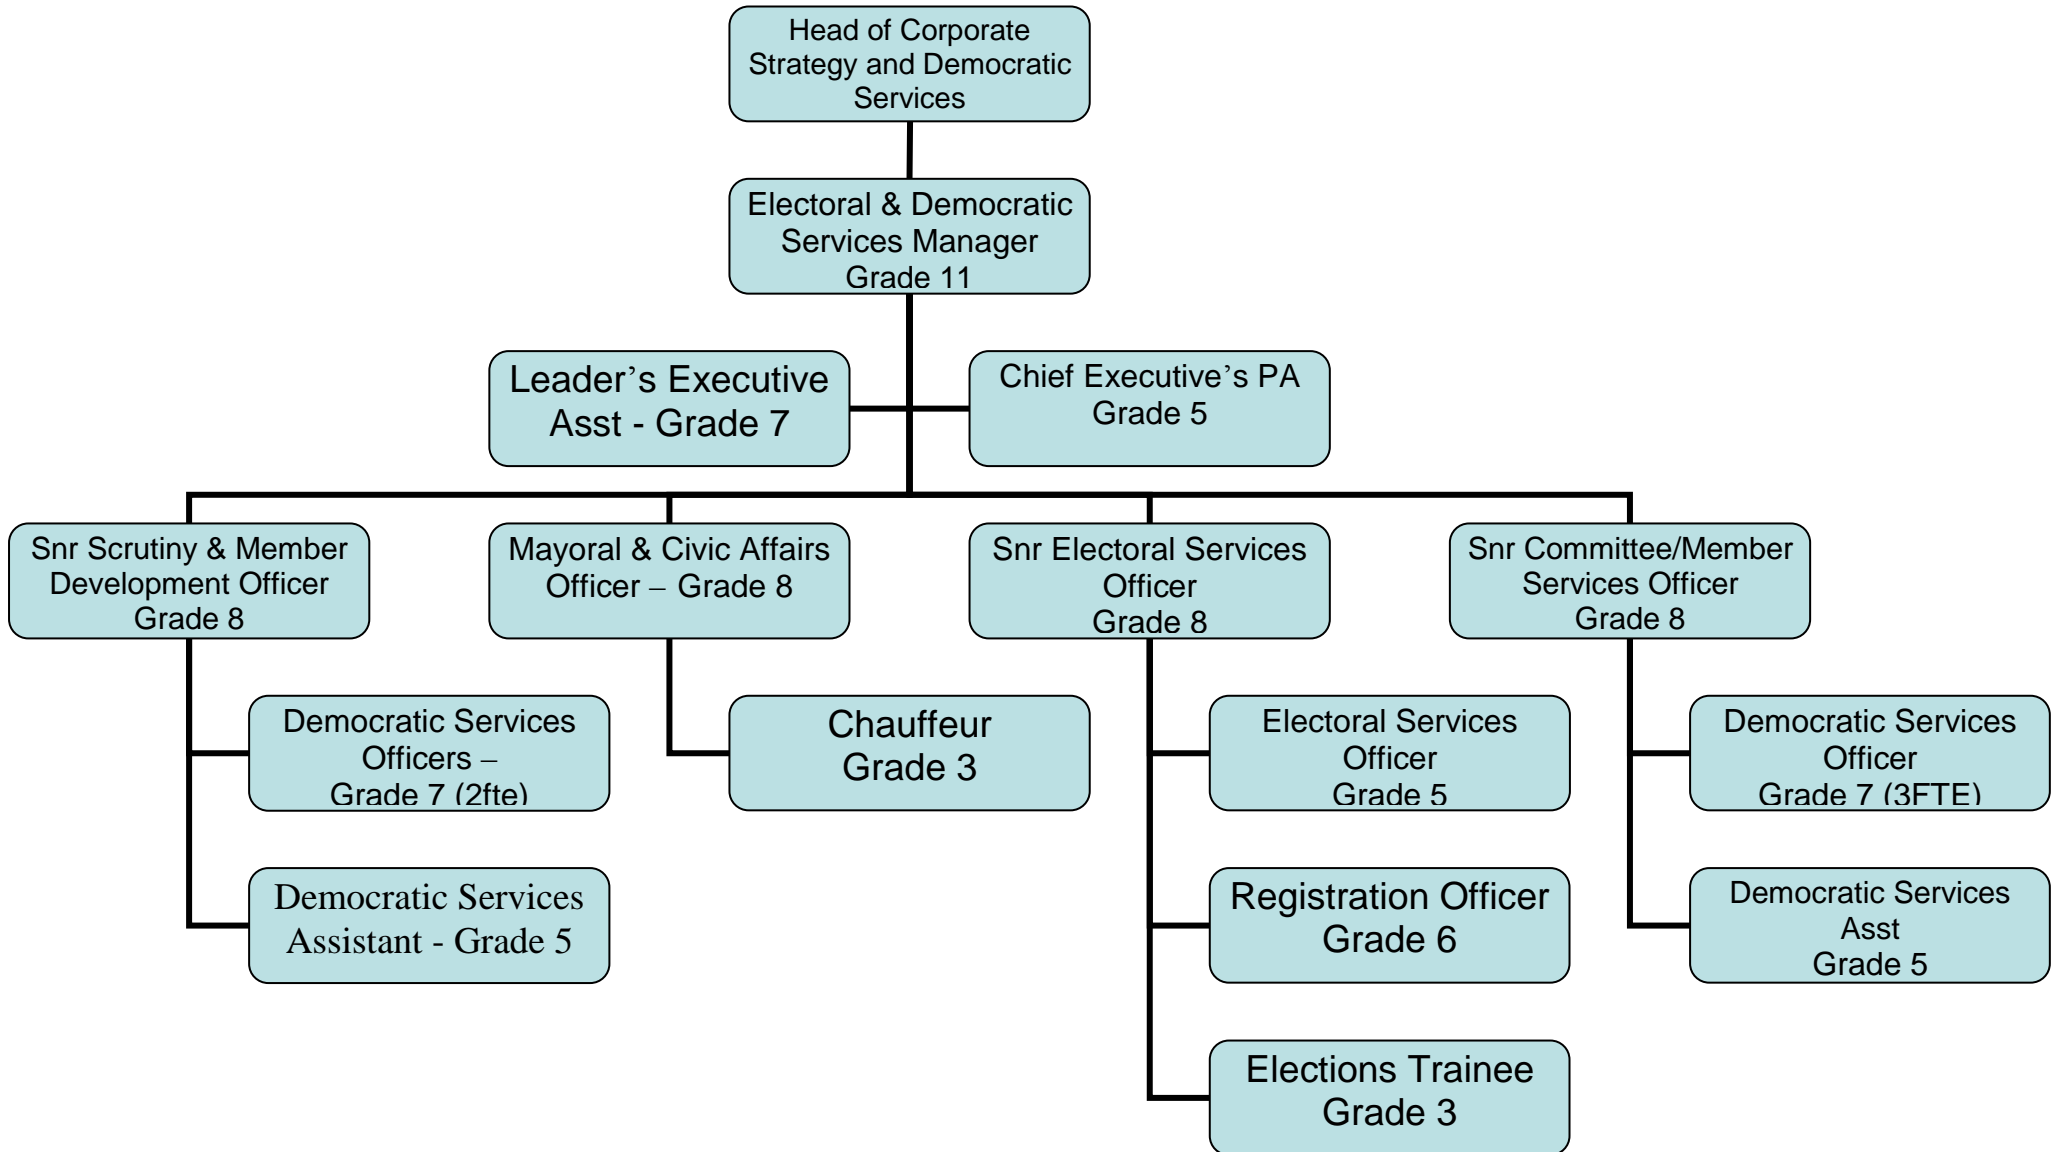 Head of Corporate
Strategy and Democratic
Services
Electoral & Democratic
Services Manager
Grade 11
Leader’s Executive
Asst - Grade 7
Chief Executive’s PA
Grade 5
Snr Scrutiny & Member
Development Officer
Grade 8
Mayoral & Civic Affairs
Officer – Grade 8
Snr Electoral Services
Officer
Grade 8
Snr Committee/Member
Services Officer
Grade 8
Democratic Services
Officers –
Grade 7 (2fte)
Chauffeur
Grade 3
Electoral Services
Officer
Grade 5
Democratic Services
Officer
Grade 7 (3FTE)
Democratic Services
Assistant - Grade 5
Registration Officer
Grade 6
Democratic Services
Asst
Grade 5
Elections Trainee
Grade 3